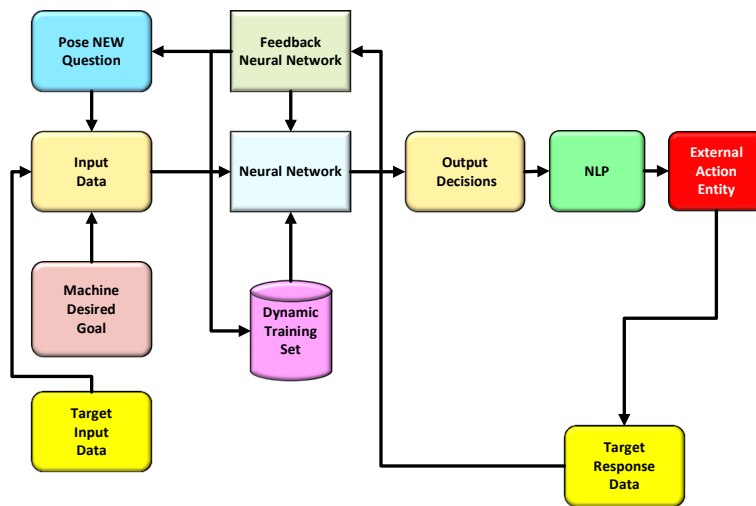 Pose NEW
Question
Feedback
Neural Network
Input
Data
Neural Network
Output
Decisions
NLP
External
Action
Entity
Machine
Desired
Goal
Dynamic
Training
Set
Target
Input
Data
Target
Response
Data